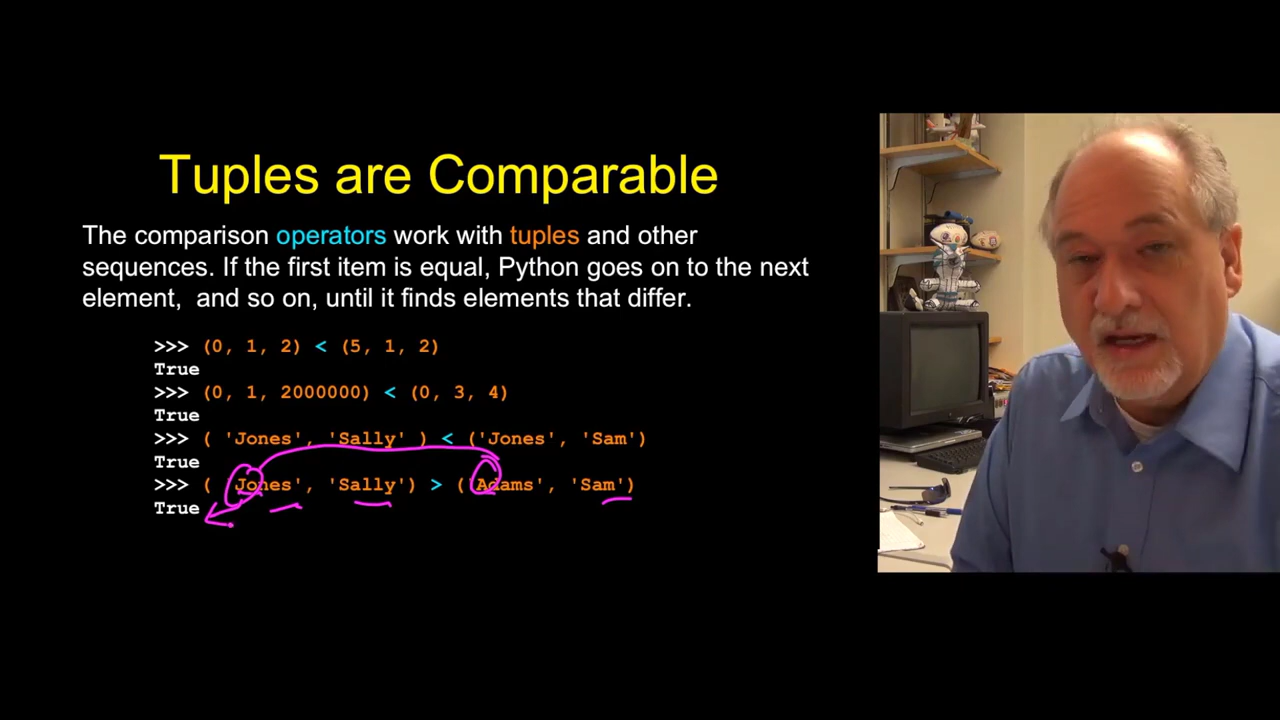 Tuples are Comparable
The comparison operators work with tuples and other
sequences. If the first item is equal, Python goes on to the next
element,  and so on, until it finds elements that differ.
>>> (0, 1, 2) < (5, 1, 2)
True
>>> (0, 1, 2000000) < (0, 3, 4)
True
>>> ( 'Jones', 'Sally' ) < ('Jones', 'Sam')
True
>>> ( 'Jones', 'Sally') > ('Adams', 'Sam')
True